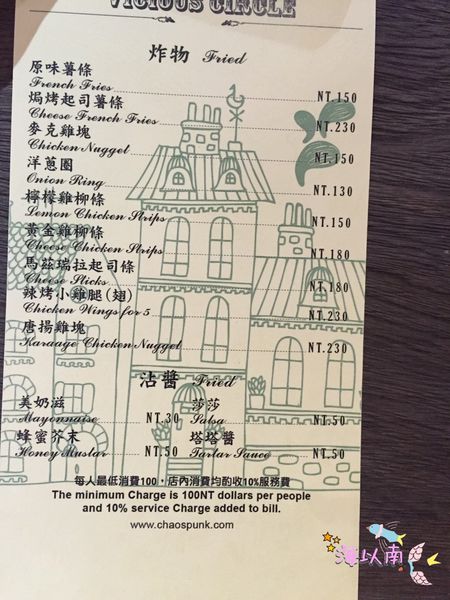 VICIOUS CIRCLE
炸物 Fried
原味薯條
French Fries NT.150
焗烤起司薯條
Cheese French Fries NT.230
麥克雞塊
Chicken Nugget NT.150
洋蔥圈
Onion Ring NT.130
檸檬雞柳條
Lemon Chicken Strips NT.150
黃金雞柳條
Cheese Chicken Strips NT.180
馬茲瑞拉起司條
Cheese Sticks NT.180
辣烤小雞腿(翅)
Chicken Wings for 5 NT.230
唐揚雞塊
Karaage Chicken Nugget NT.230
沾醬 Fried
美奶滋 莎莎
Mayonnaise NT.30 Salsa NT.50
蜂蜜芥末 塔塔醬
Honey Mustar NT.50 Tartar Sauce NT.50
每人最低消費100・店內消費均酌收10%服務費
The minimum Charge is 100NT dollars per people
and 10% service Charge added to bill.
www.chaospunk.com
海以南